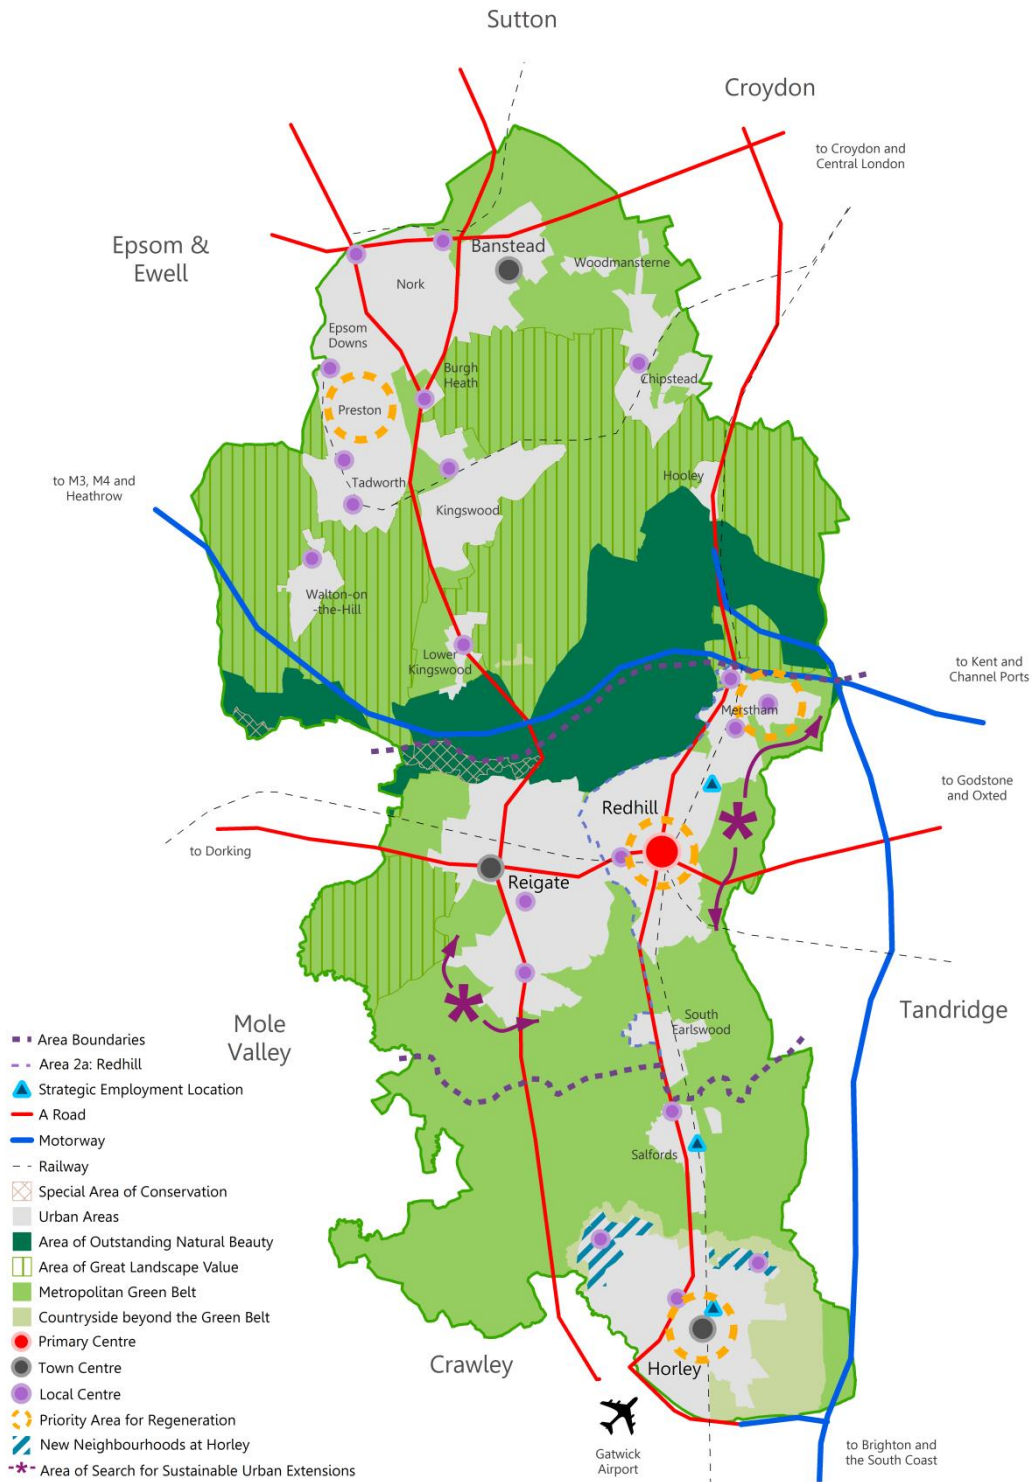 Sutton
Croydon
to Croydon and
Central London
Epsom &
Ewell
Banstead
Woodmansterne
Nork
Epsom
Downs
Burgh
Heath
Chipstead
Preston
to M3, M4 and
Heathrow
Tadworth
Hooley
Kingswood
Walton-on
-the-Hill
Lower
Kingswood
to Kent and
Channel Ports
Merstham
to Godstone
and Oxted
Redhill
to Dorking
Reigate
Tandridge
Mole
Valley
South
Earlswood
Salfords
Crawley
Horley
Gatwick
Airport
to Brighton and
the South Coast
Area Boundaries
Area 2a: Redhill
Strategic Employment Location
A Road
Motorway
Railway
Special Area of Conservation
Urban Areas
Area of Outstanding Natural Beauty
Area of Great Landscape Value
Metropolitan Green Belt
Countryside beyond the Green Belt
Primary Centre
Town Centre
Local Centre
Priority Area for Regeneration
New Neighbourhoods at Horley
Area of Search for Sustainable Urban Extensions